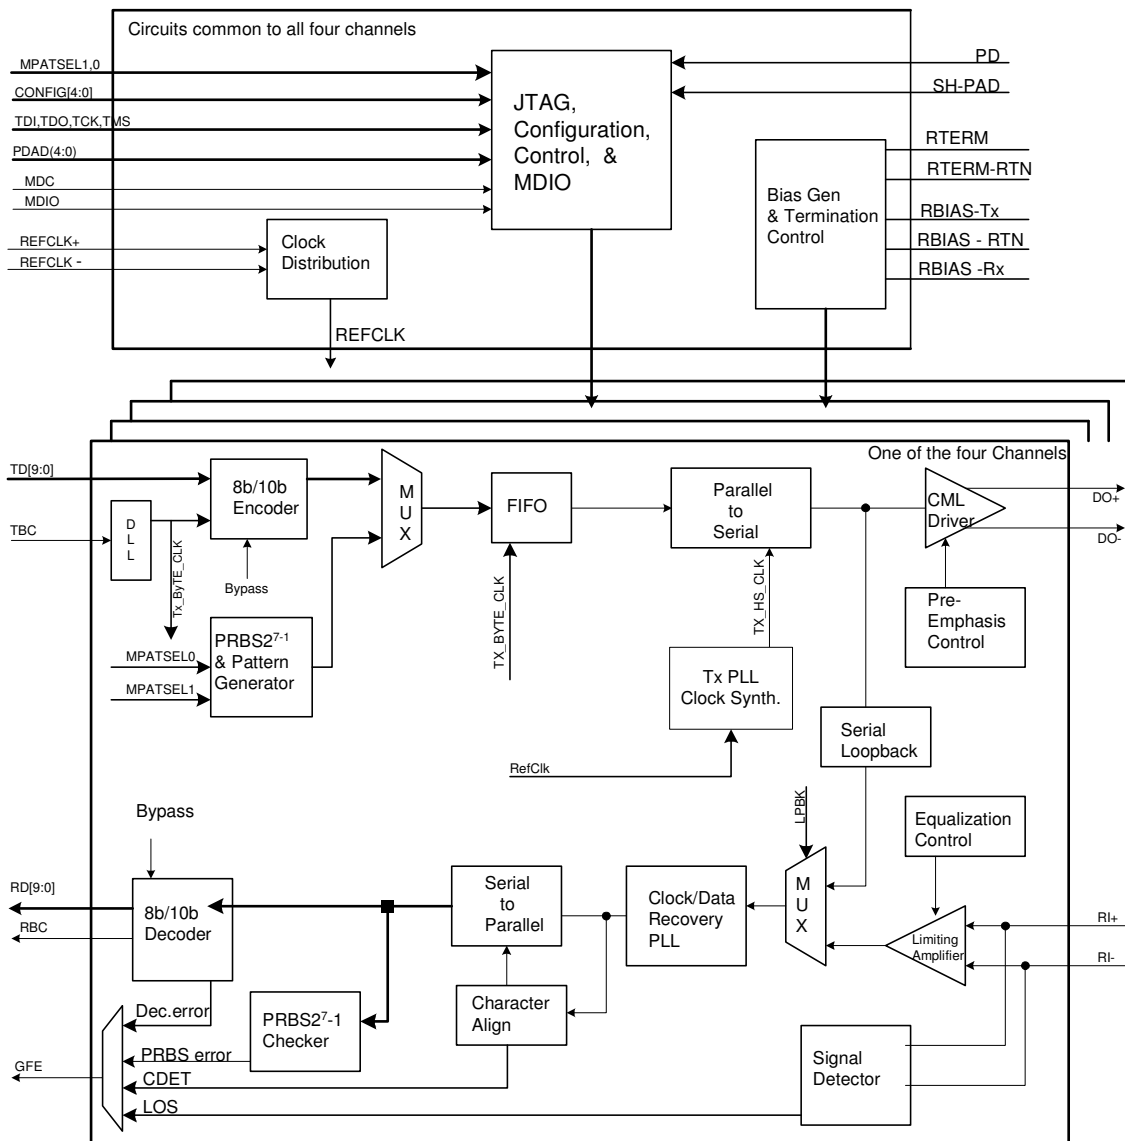 Circuits common to all four channels
MPATSEL1,0
CONFIG[4:0]
TDI,TDO,TCK,TMS
PDAD(4:0)
MDC
MDIO
REFCLK+
REFCLK -
JTAG,
Configuration,
Control, &
MDIO
PD
SH-PAD
RTERM
RTERM-RTN
RBIAS-Tx
RBIAS - RTN
RBIAS -Rx
Bias Gen
& Termination
Control
Clock
Distribution
REFCLK
One of the four Channels
TD[9:0]
TBC
DLL
8b/10b
Encoder
Bypass
Tx_ByTE_CLK
MPATSEL0
MPATSEL1
PRBS2⁷⁻¹
& Pattern
Generator
MUX
FIFO
TX_BYTE_CLK
Parallel
to
Serial
TX_HS_CLK
Tx PLL
Clock Synth.
RefClk
CML
Driver
DO+
DO-
Pre-
Emphasis
Control
Serial
Loopback
Bypass
RD[9:0]
RBC
8b/10b
Decoder
Serial
to
Parallel
Clock/Data
Recovery
PLL
LPBK
MUX
Equalization
Control
Limiting
Amplifier
RI+
RI-
Character
Align
PRBS2⁷-1
Checker
Dec.error
PRBS error
CDET
LOS
GFE
Signal
Detector